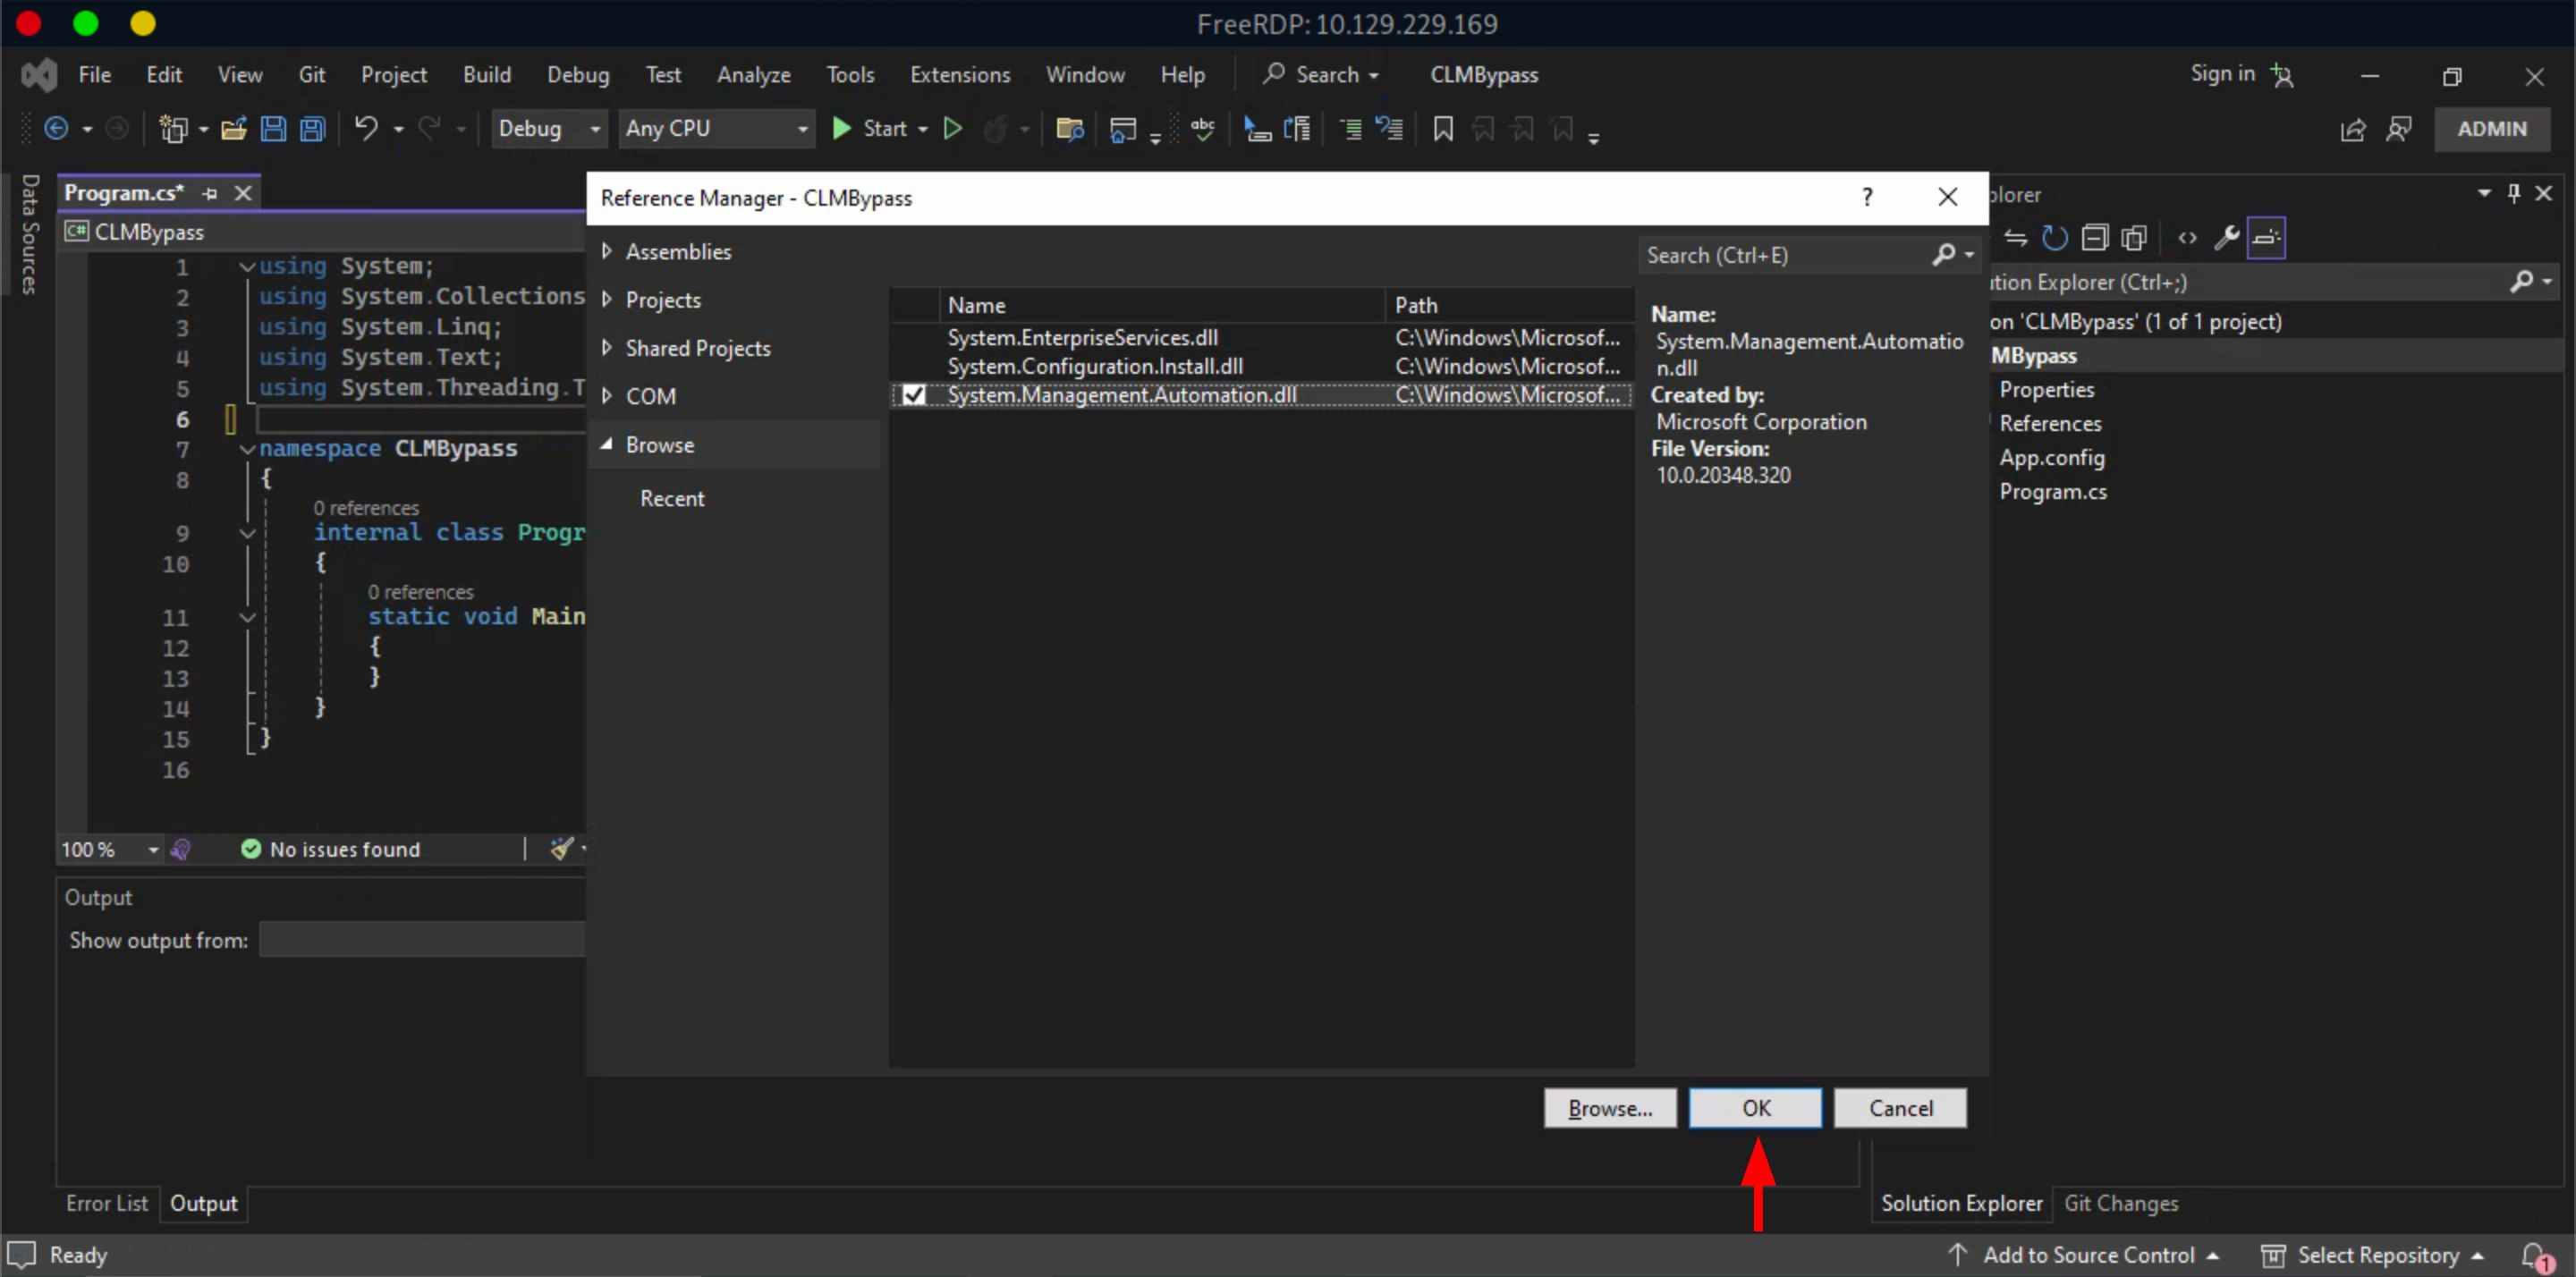 FreeRDP: 10.129.229.169
File Edit View Git Project Build Debug Test Analyze Tools Extensions Window Help Search CLMBypass Sign in
Debug Any CPU Start abc ADMIN
Data Sources
Program.cs*
C# CLMBypass
1 using System;
2 using System.Collections
3 using System.Linq;
4 using System.Text;
5 using System.Threading.T
6
7 namespace CLMBypass
8 {
0 references
9 internal class Progr
10 {
0 references
11 static void Main
12 {
13 }
14 }
15 }
16
100 % No issues found
Output
Show output from:
Error List Output
Reference Manager - CLMBypass ?
Assemblies
Projects
Shared Projects
COM
Browse
Recent
Search (Ctrl+E)
Name Path
System.EnterpriseServices.dll C:\Windows\Microsof...
System.Configuration.Install.dll C:\Windows\Microsof...
System.Management.Automation.dll C:\Windows\Microsof...
Name:
System.Management.Automatio
n.dll
Created by:
Microsoft Corporation
File Version:
10.0.20348.320
Browse... OK Cancel
plorer
ution Explorer (Ctrl+;)
on 'CLMBypass' (1 of 1 project)
MBypass
Properties
References
App.config
Program.cs
Solution Explorer Git Changes
Ready Add to Source Control Select Repository 1